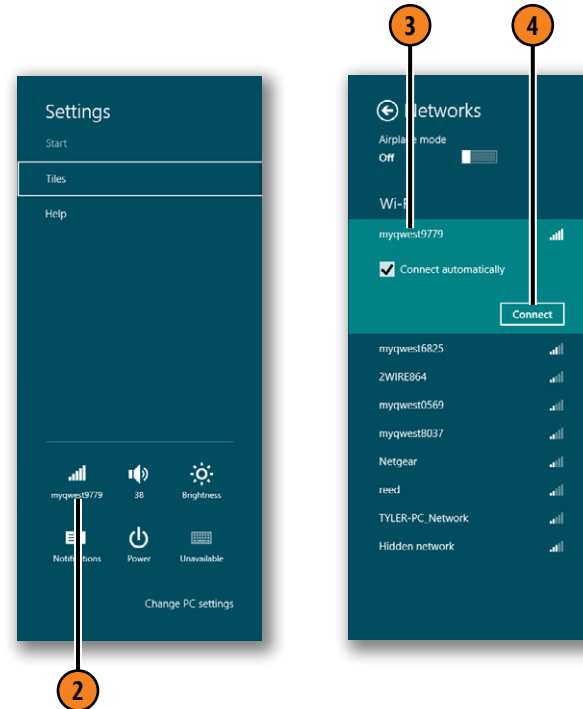 3
4
Settings
Start
Tiles
Help
myqwest9779
38
Brightness
Notifications
Power
Unavailable
Change PC settings
2
Networks
Airplane mode
Off
Wi-Fi
myqwest9779
Connect automatically
Connect
myqwest6825
2WIRE864
myqwest0569
myqwest8037
Netgear
reed
TYLER-PC_Network
Hidden network